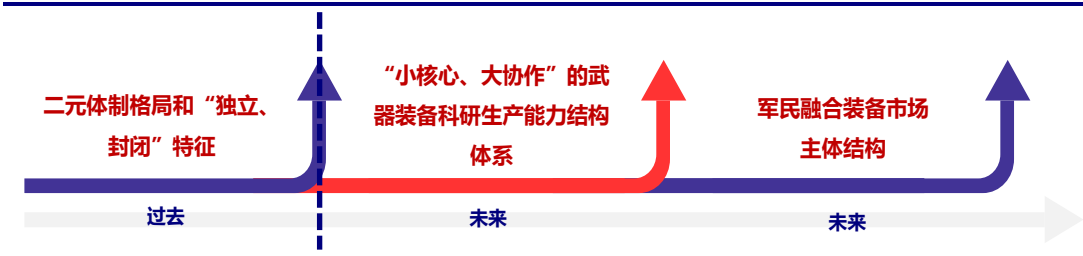 二元体制格局和“独立、
封闭”特征
“小核心、大协作”的武
器装备科研生产能力结构
体系
军民融合装备市场
主体结构
过去
未来
未来